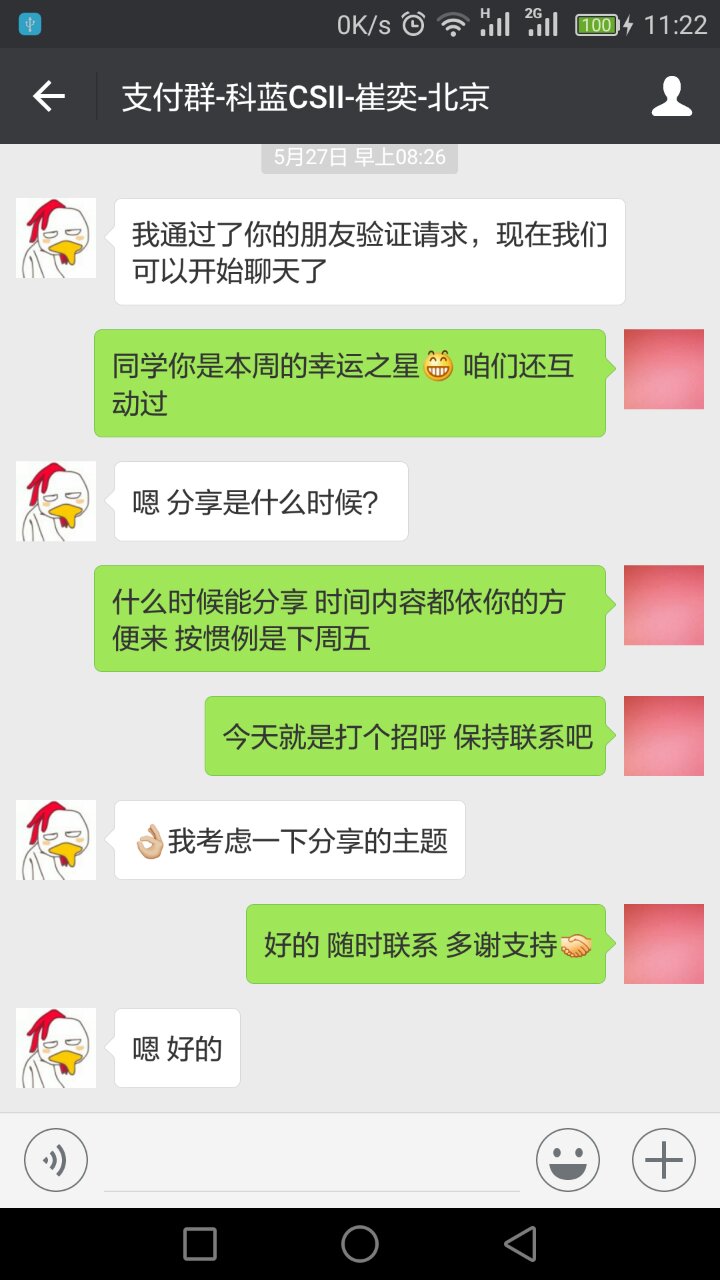 0K/s H 2G 100 11:22
支付群-科蓝CSII-崔奕-北京
5月27日 早上08:26
我通过了你的朋友验证请求，现在我们
可以开始聊天了
同学你是本周的幸运之星😁 咱们还互
动过
嗯 分享是什么时候？
什么时候能分享 时间内容都依你的方
便来 按惯例是下周五
今天就是打个招呼 保持联系吧
👌🏼我考虑一下分享的主题
好的 随时联系 多谢支持🤝
嗯 好的